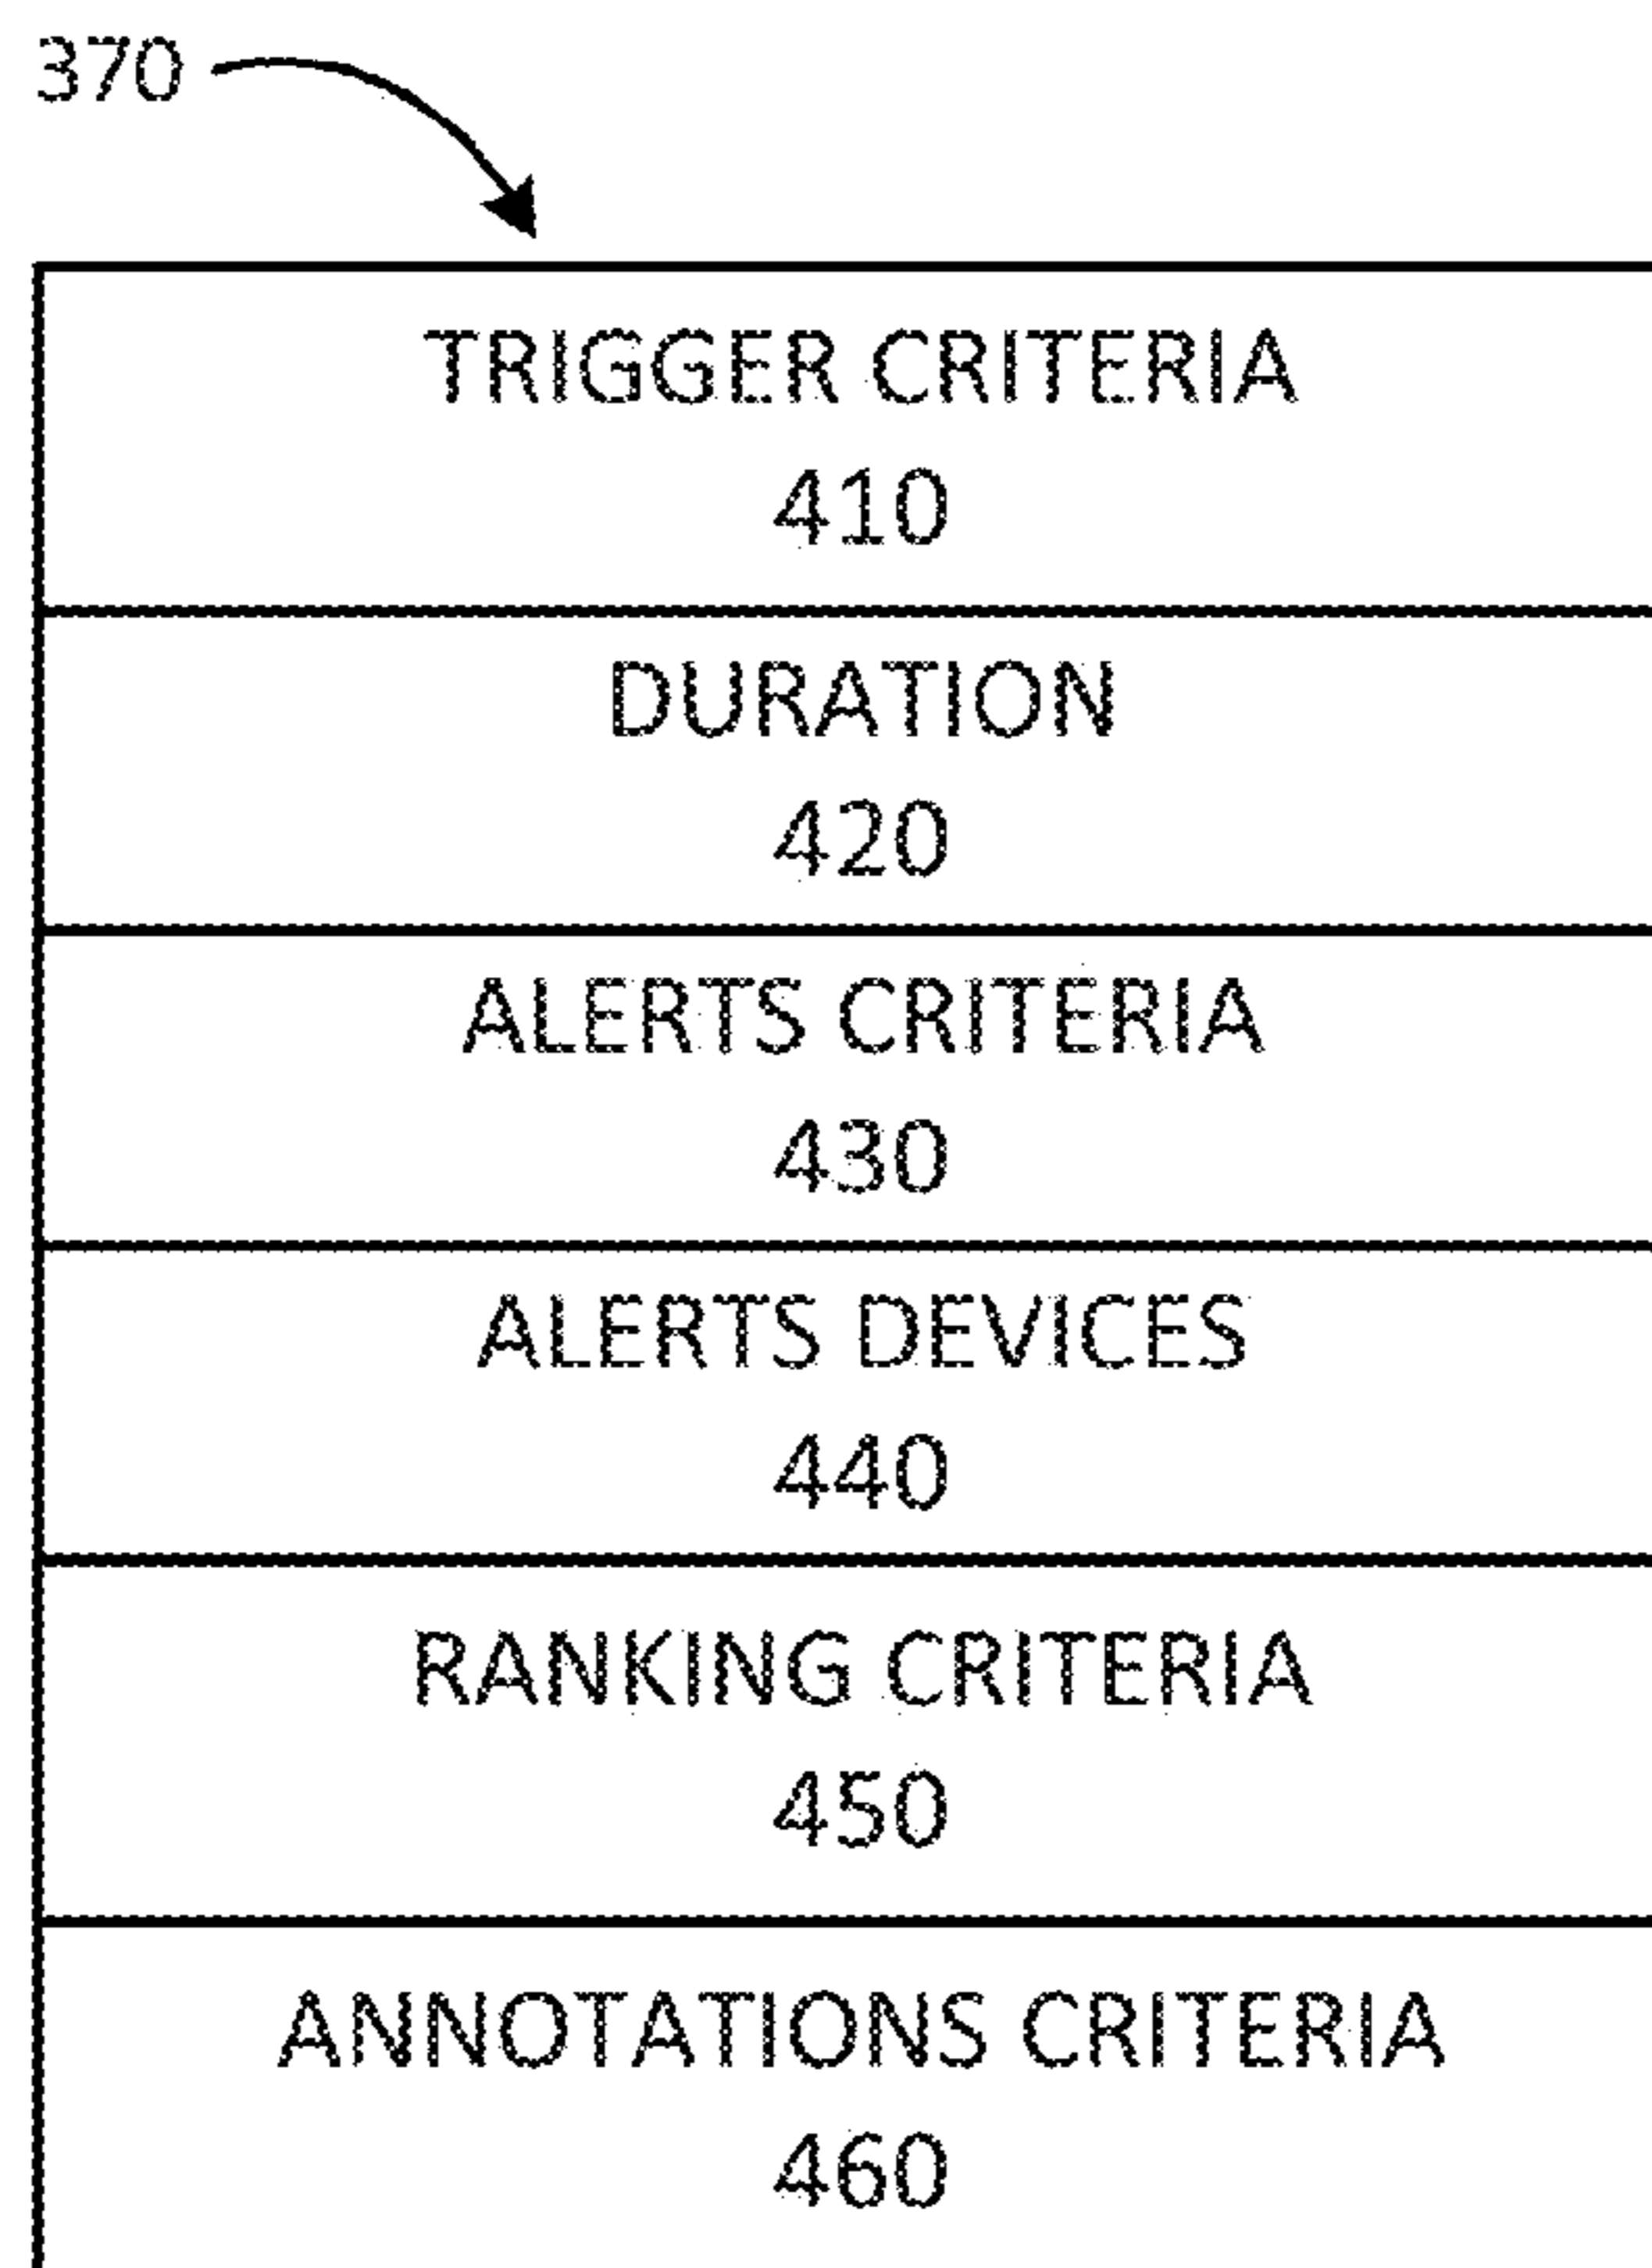 370
TRIGGER CRITERIA
410
DURATION
420
ALERTS CRITERIA
430
ALERTS DEVICES
440
RANKING CRITERIA
450
ANNOTATIONS CRITERIA
460